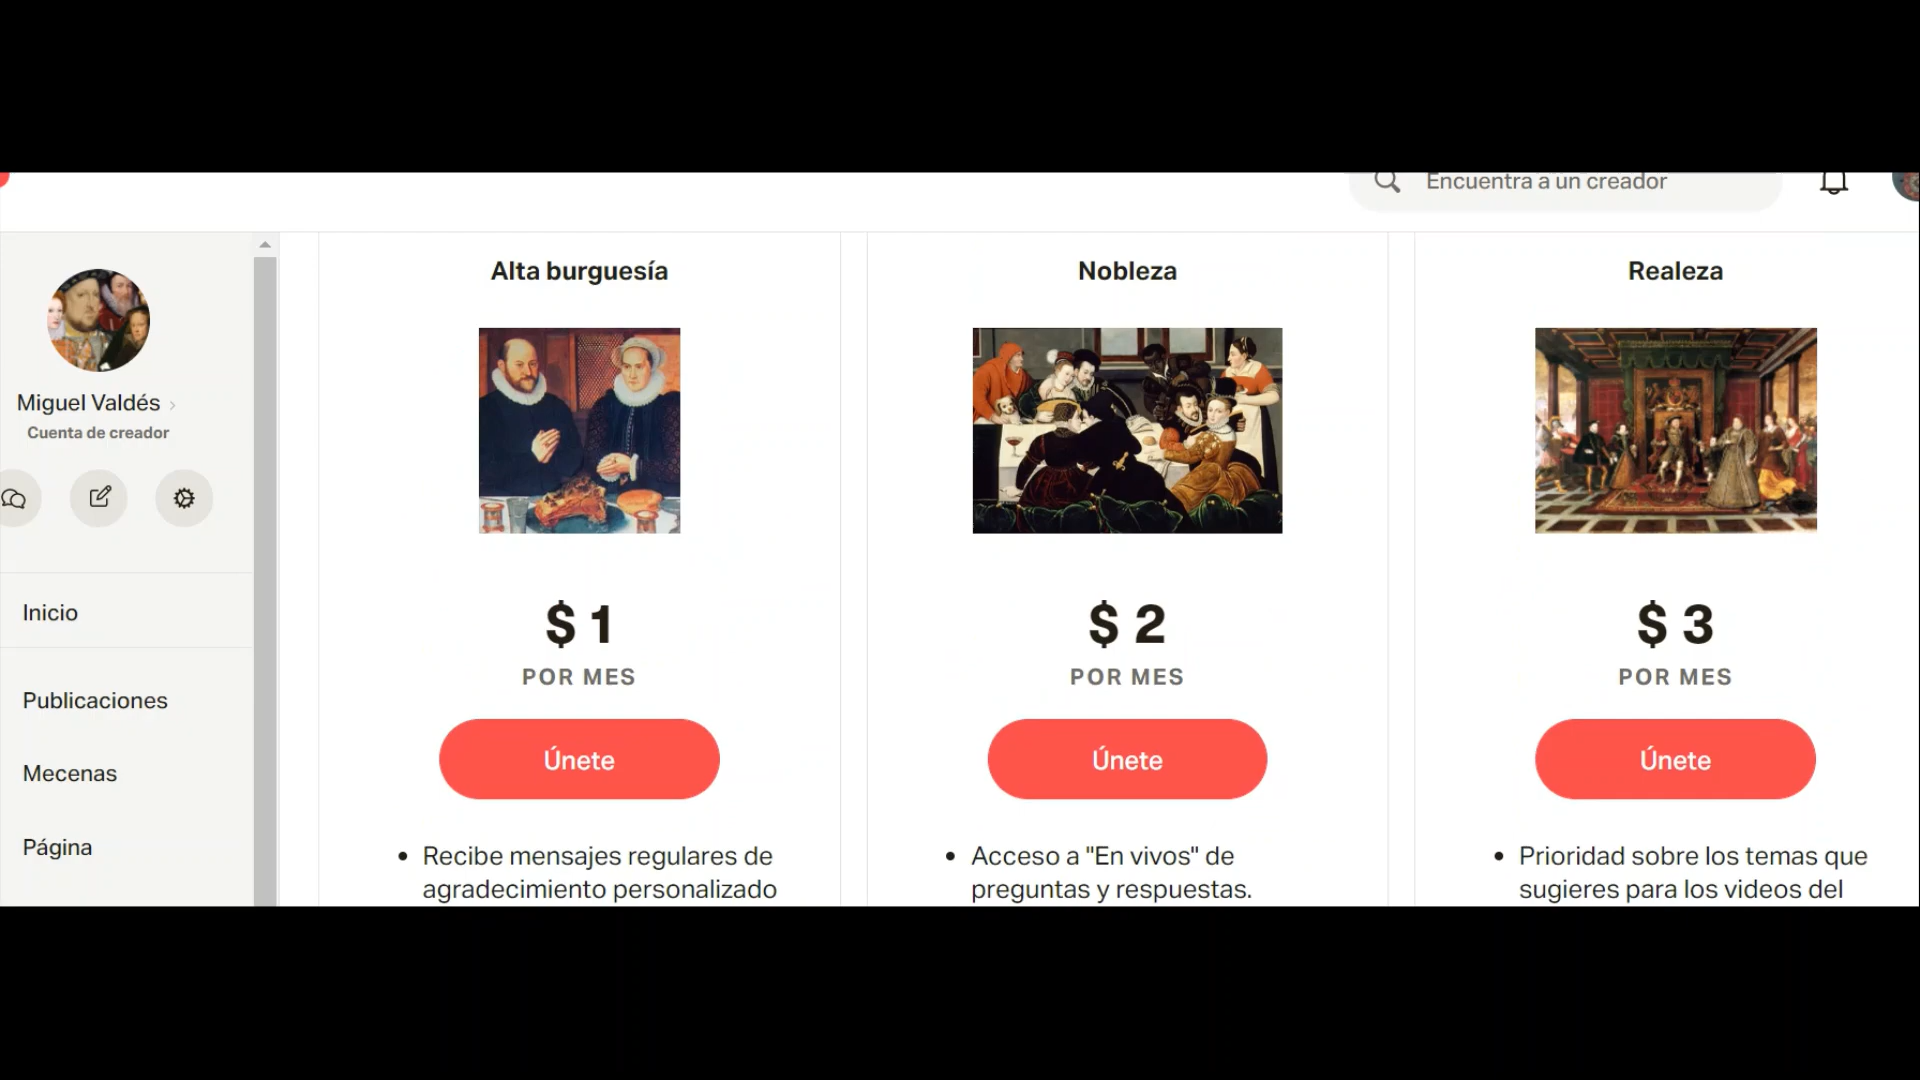 Encuentra a un creador
Miguel Valdés
Cuenta de creador
Inicio
Publicaciones
Mecenas
Página
Alta burguesía
$ 1
POR MES
Únete
• Recibe mensajes regulares de
agradecimiento personalizado
Nobleza
$ 2
POR MES
Únete
• Acceso a "En vivos" de
preguntas y respuestas.
Realeza
$ 3
POR MES
Únete
• Prioridad sobre los temas que
sugieres para los videos del